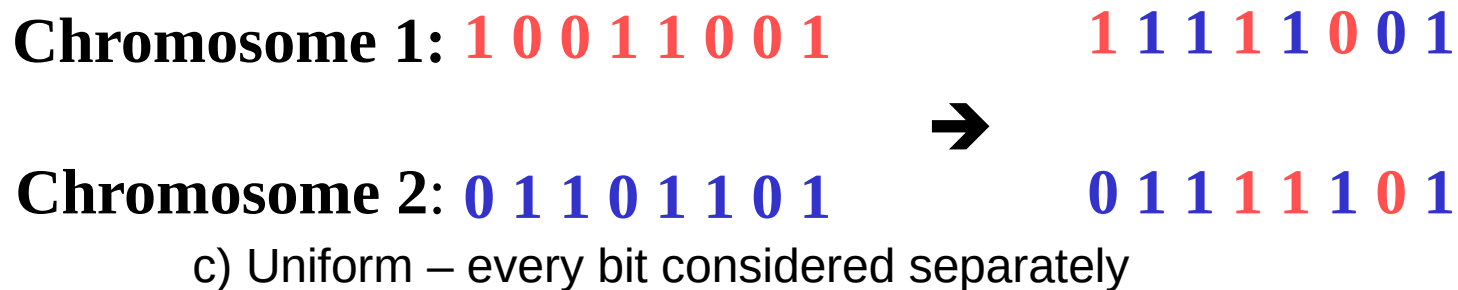 Chromosome 1: 1 0 0 1 1 0 0 1 1 1 1 1 1 0 0 1
➔
Chromosome 2: 0 1 1 0 1 1 0 1 0 1 1 1 1 1 0 1
c) Uniform – every bit considered separately